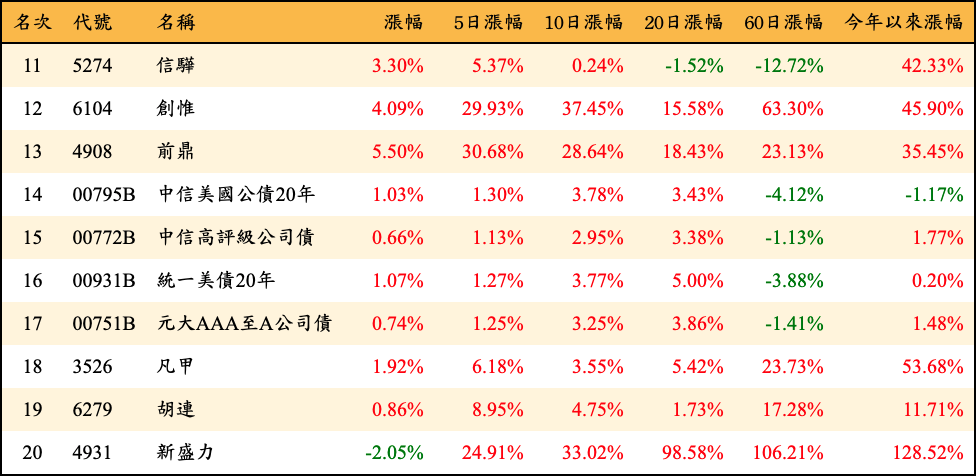 名次 代號 名稱 漲幅 5日漲幅 10日漲幅 20日漲幅 60日漲幅 今年以來漲幅
11 5274 信驊 3.30% 5.37% 0.24% -1.52% -12.72% 42.33%
12 6104 創惟 4.09% 29.93% 37.45% 15.58% 63.30% 45.90%
13 4908 前鼎 5.50% 30.68% 28.64% 18.43% 23.13% 35.45%
14 00795B 中信美國公債20年 1.03% 1.30% 3.78% 3.43% -4.12% -1.17%
15 00772B 中信高評級公司債 0.66% 1.13% 2.95% 3.38% -1.13% 1.77%
16 00931B 統一美債20年 1.07% 1.27% 3.77% 5.00% -3.88% 0.20%
17 00751B 元大AAA至A公司債 0.74% 1.25% 3.25% 3.86% -1.41% 1.48%
18 3526 凡甲 1.92% 6.18% 3.55% 5.42% 23.73% 53.68%
19 6279 胡連 0.86% 8.95% 4.75% 1.73% 17.28% 11.71%
20 4931 新盛力 -2.05% 24.91% 33.02% 98.58% 106.21% 128.52%